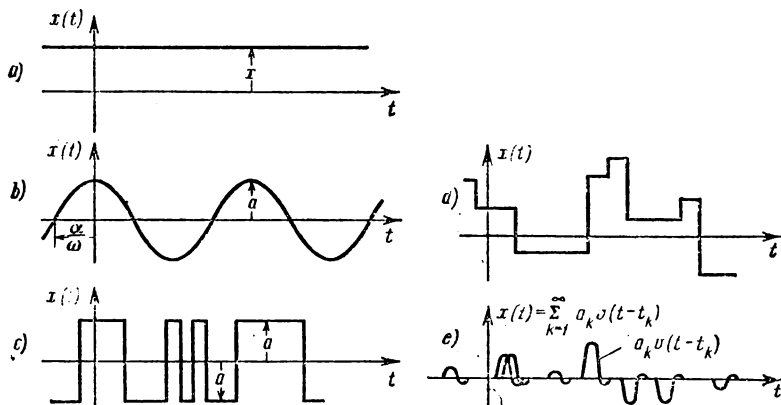 a)
x(t)
x
t
b)
x(t)
a
α/ω
t
c)
x(t)
a
a
t
d)
x(t)
t
e)
x(t)=∑_{k=1}^{∞} a_k v(t-t_k)
a_k v(t-t_k)
t